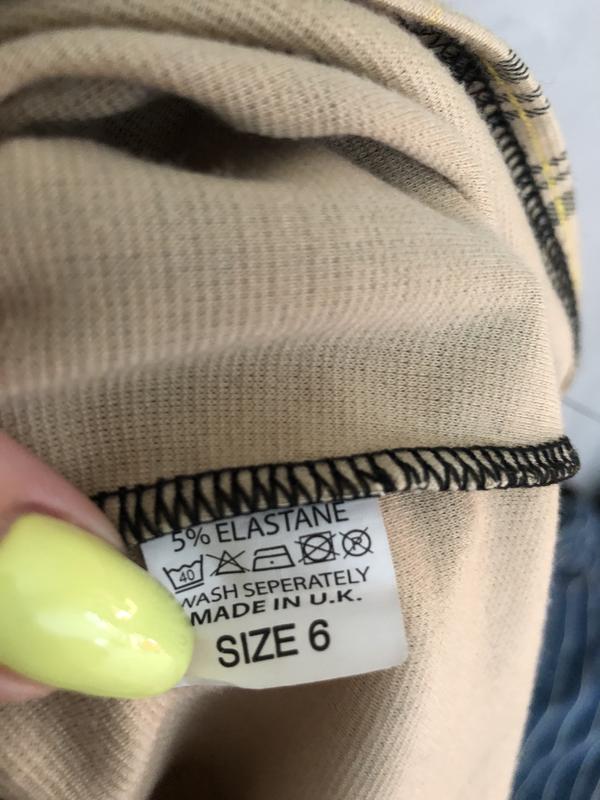 5% ELASTANE
40
WASH SEPERATELY
MADE IN U.K.
SIZE 6